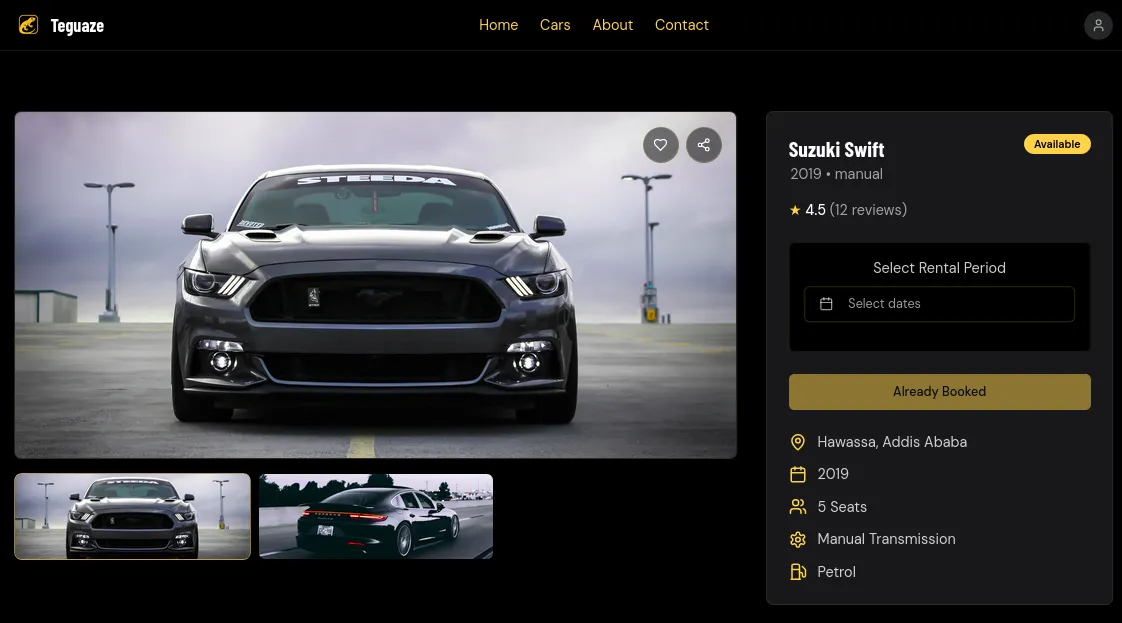 Teguaze
Home Cars About Contact
STEEDA
Suzuki Swift
Available
2019 • manual
★ 4.5 (12 reviews)
Select Rental Period
Select dates
Already Booked
Hawassa, Addis Ababa
2019
5 Seats
Manual Transmission
Petrol
STEEDA